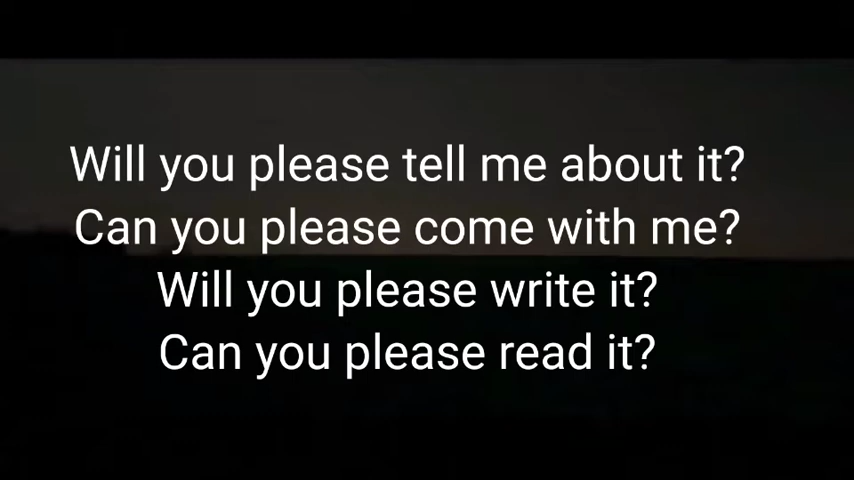 Will you please tell me about it?
Can you please come with me?
Will you please write it?
Can you please read it?